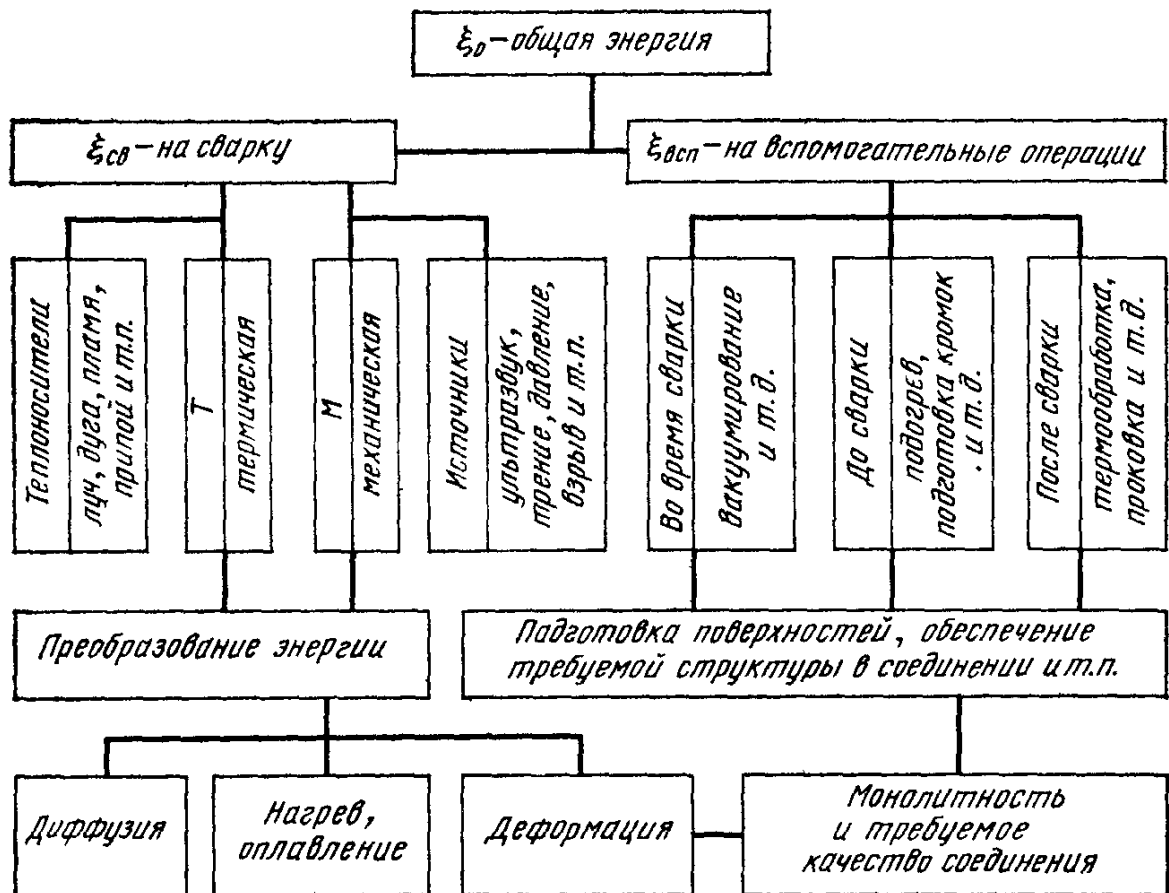 ξо – общая энергия
ξсв – на сварку
ξвсп – на вспомогательные операции
Теплоносители
луч, дуга, пламя,
припой и т.п.
Т
термическая
М
механическая
Источники
ультразвук,
трение, давление,
взрыв и т.п.
Во время сварки
вакуумирование
и т.д.
До сварки
подогрев,
подготовка кромок
. и т.д.
После сварки
термообработка,
проковка и т.д.
Преобразование энергии
Падготовка поверхностей, обеспечение
требуемой структуры в соединении и т.п.
Диффузия
Нагрев,
оплавление
Деформация
Монолитность
и требуемое
качество соединения